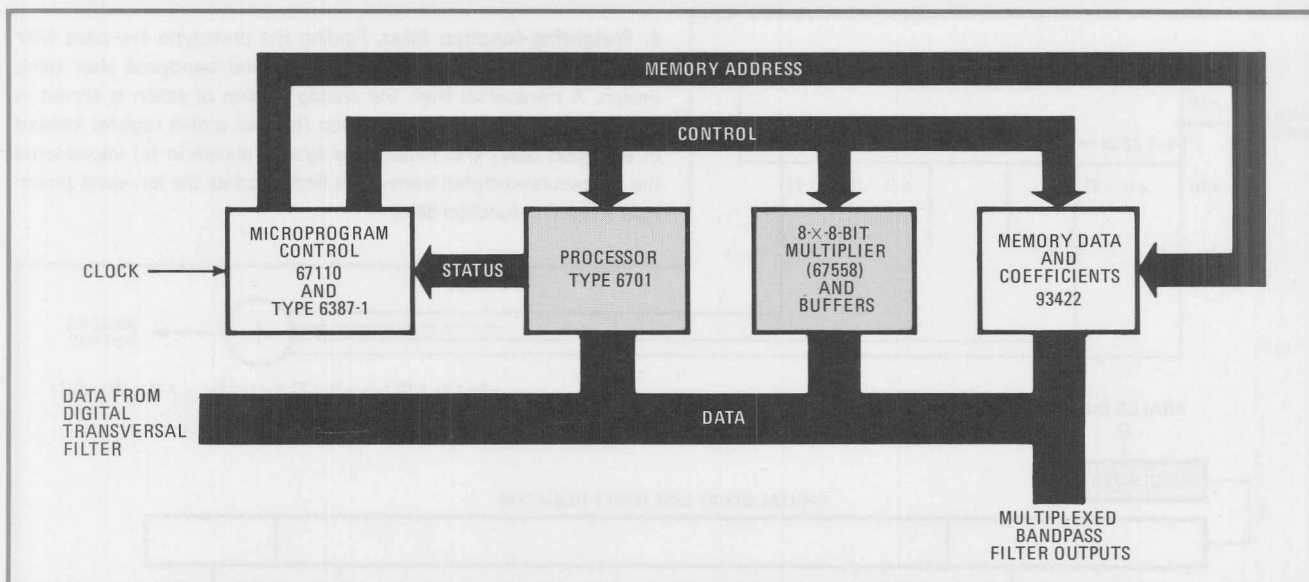 MEMORY ADDRESS
CONTROL
MICROPROGRAM
CONTROL
67110
AND
TYPE 6387-1
CLOCK
STATUS
PROCESSOR
TYPE 6701
8-×-8-BIT
MULTIPLIER
(67558)
AND
BUFFERS
MEMORY DATA
AND
COEFFICIENTS
93422
DATA FROM
DIGITAL
TRANSVERSAL
FILTER
DATA
MULTIPLEXED
BANDPASS
FILTER OUTPUTS